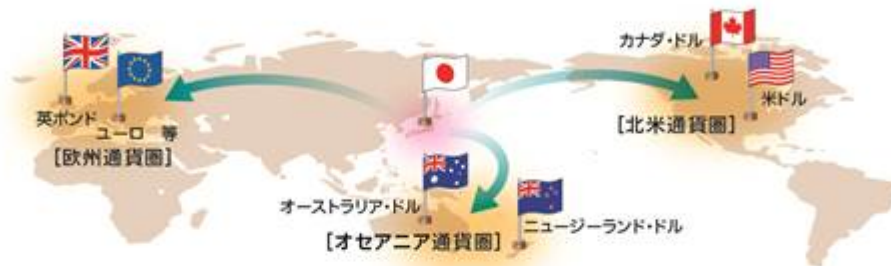 英ポンド
ユーロ 等
[欧州通貨圏]
カナダ・ドル
米ドル
[北米通貨圏]
オーストラリア・ドル
ニュージーランド・ドル
[オセアニア通貨圏]